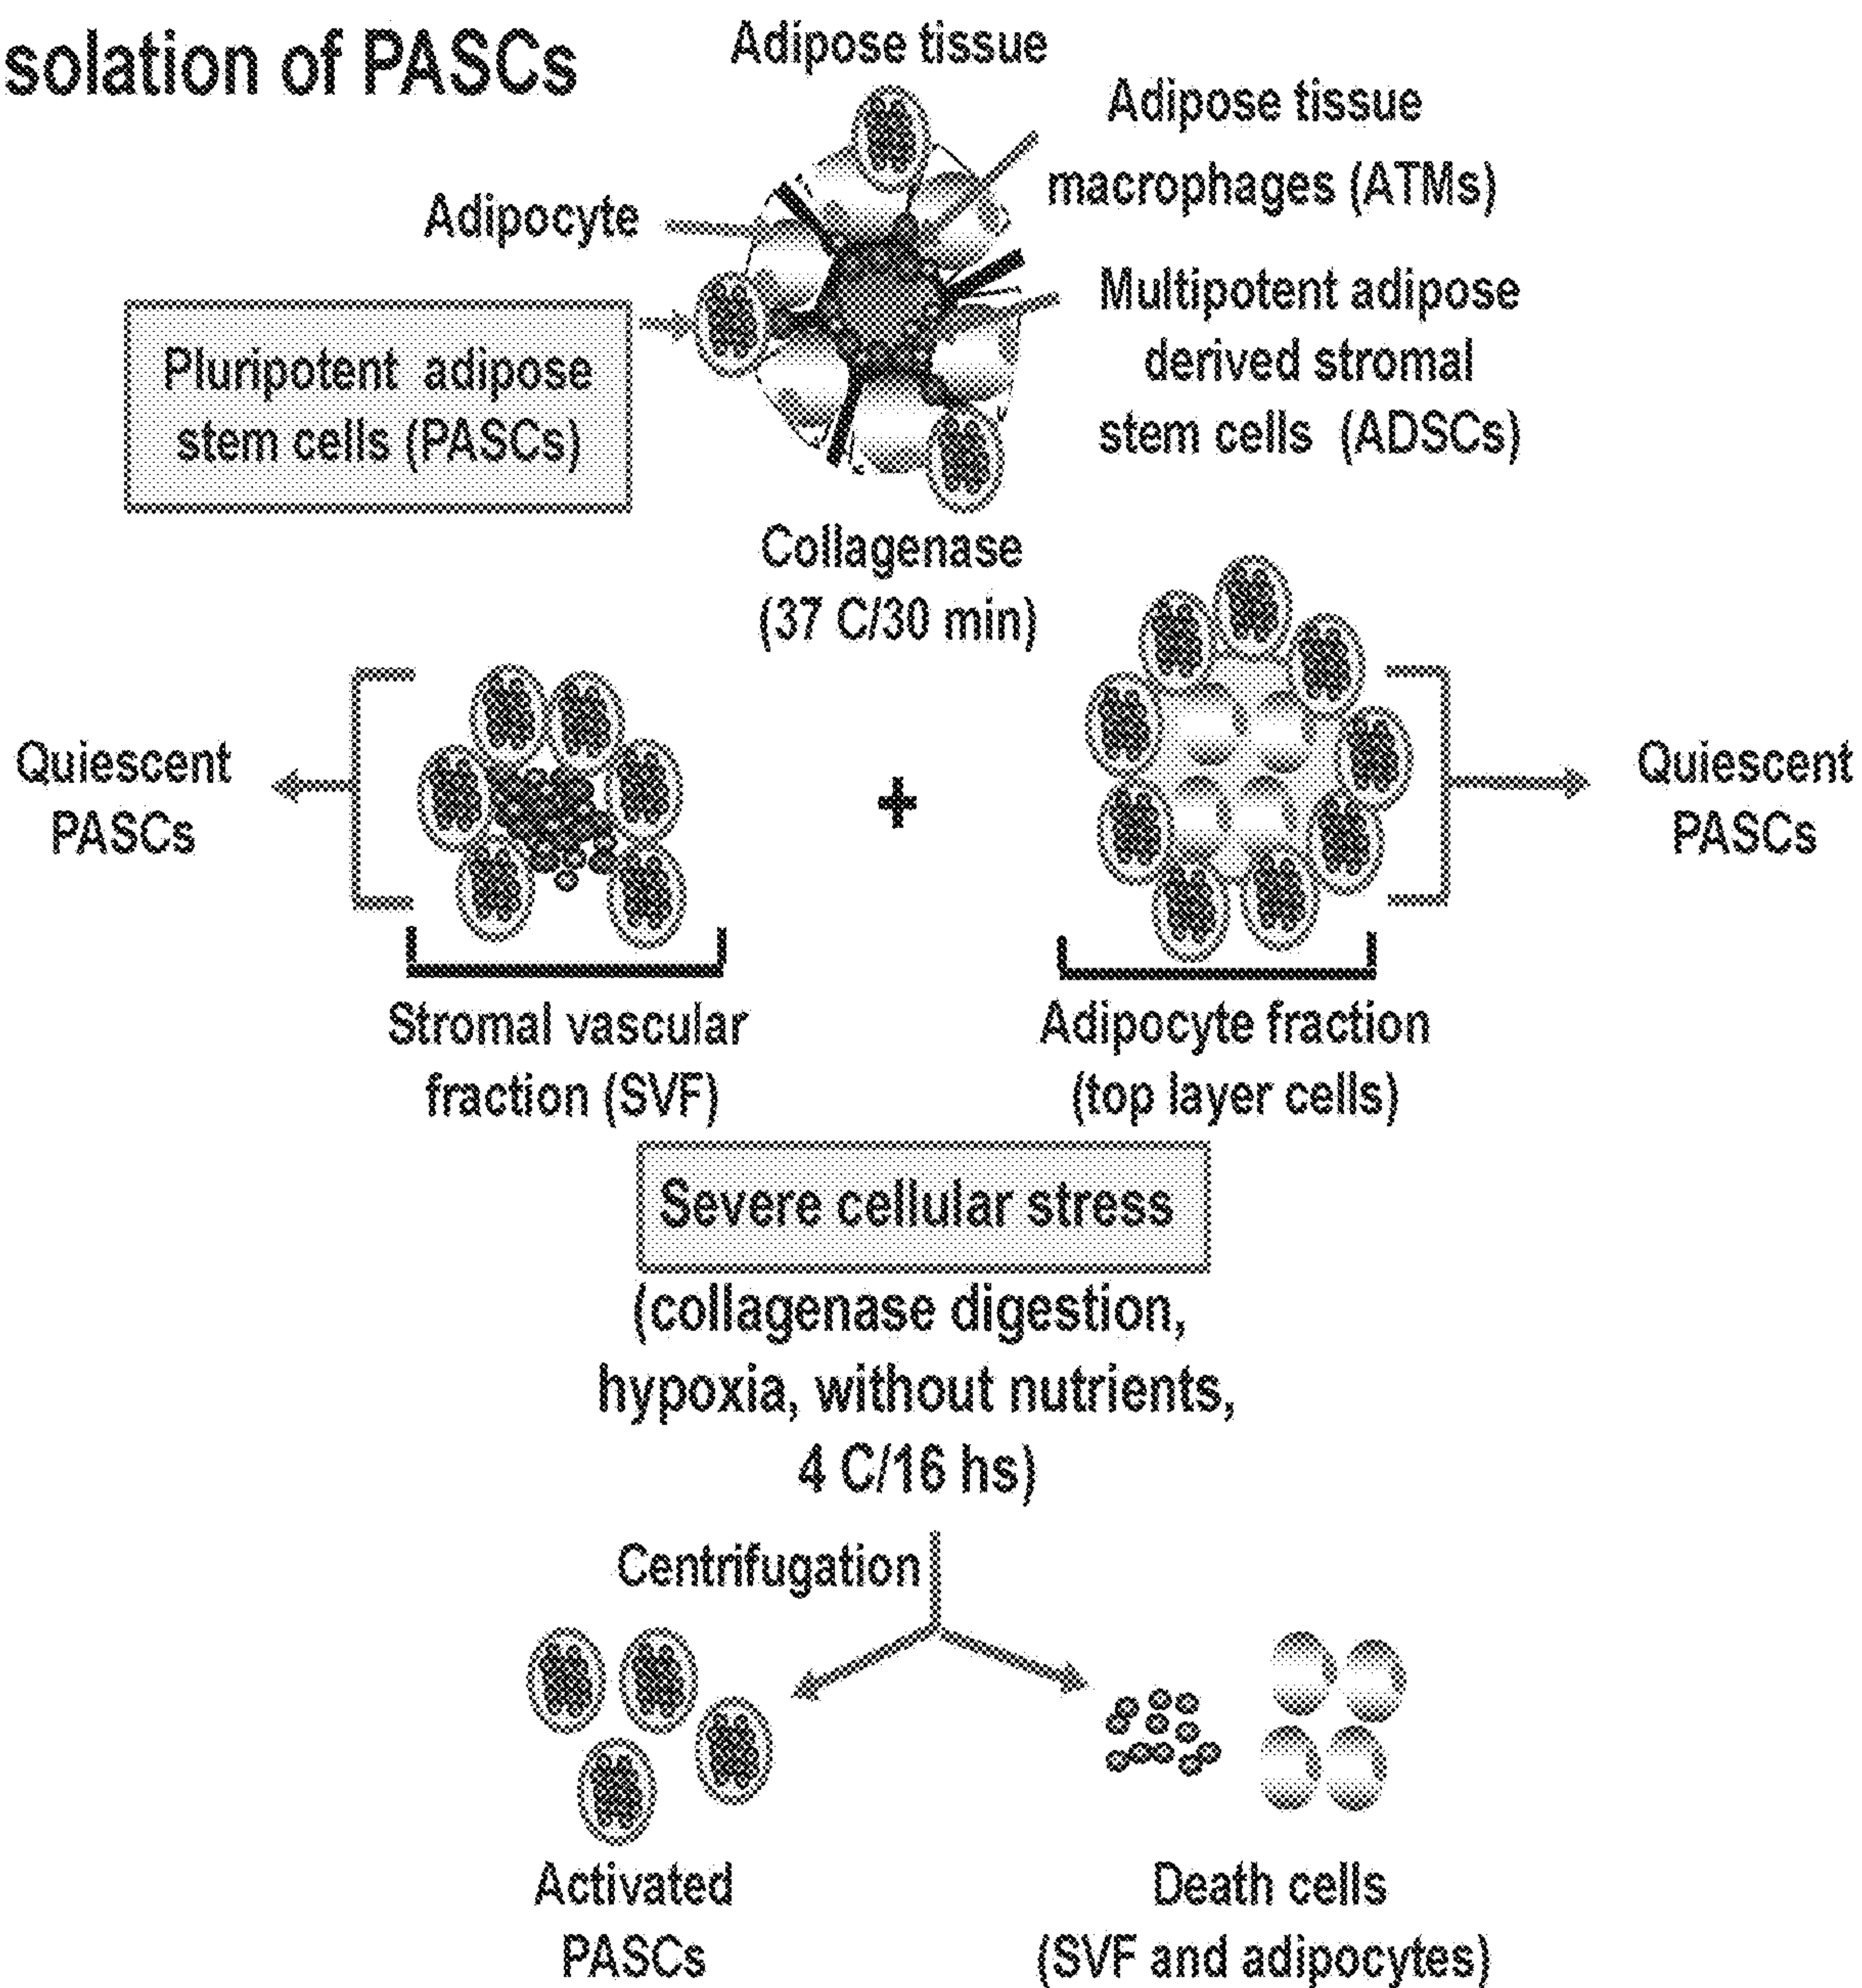 solation of PASCs
Adipose tissue
Adipose tissue
macrophages (ATMs)
Adipocyte
Multipotent adipose
derived stromal
stem cells (ADSCs)
Pluripotent adipose
stem cells (PASCs)
Collagenase
(37 C/30 min)
Quiescent
PASCs
+
Quiescent
PASCs
Stromal vascular
fraction (SVF)
Adipocyte fraction
(top layer cells)
Severe cellular stress
(collagenase digestion,
hypoxia, without nutrients,
4 C/16 hs)
Centrifugation
Activated
PASCs
Death cells
(SVF and adipocytes)